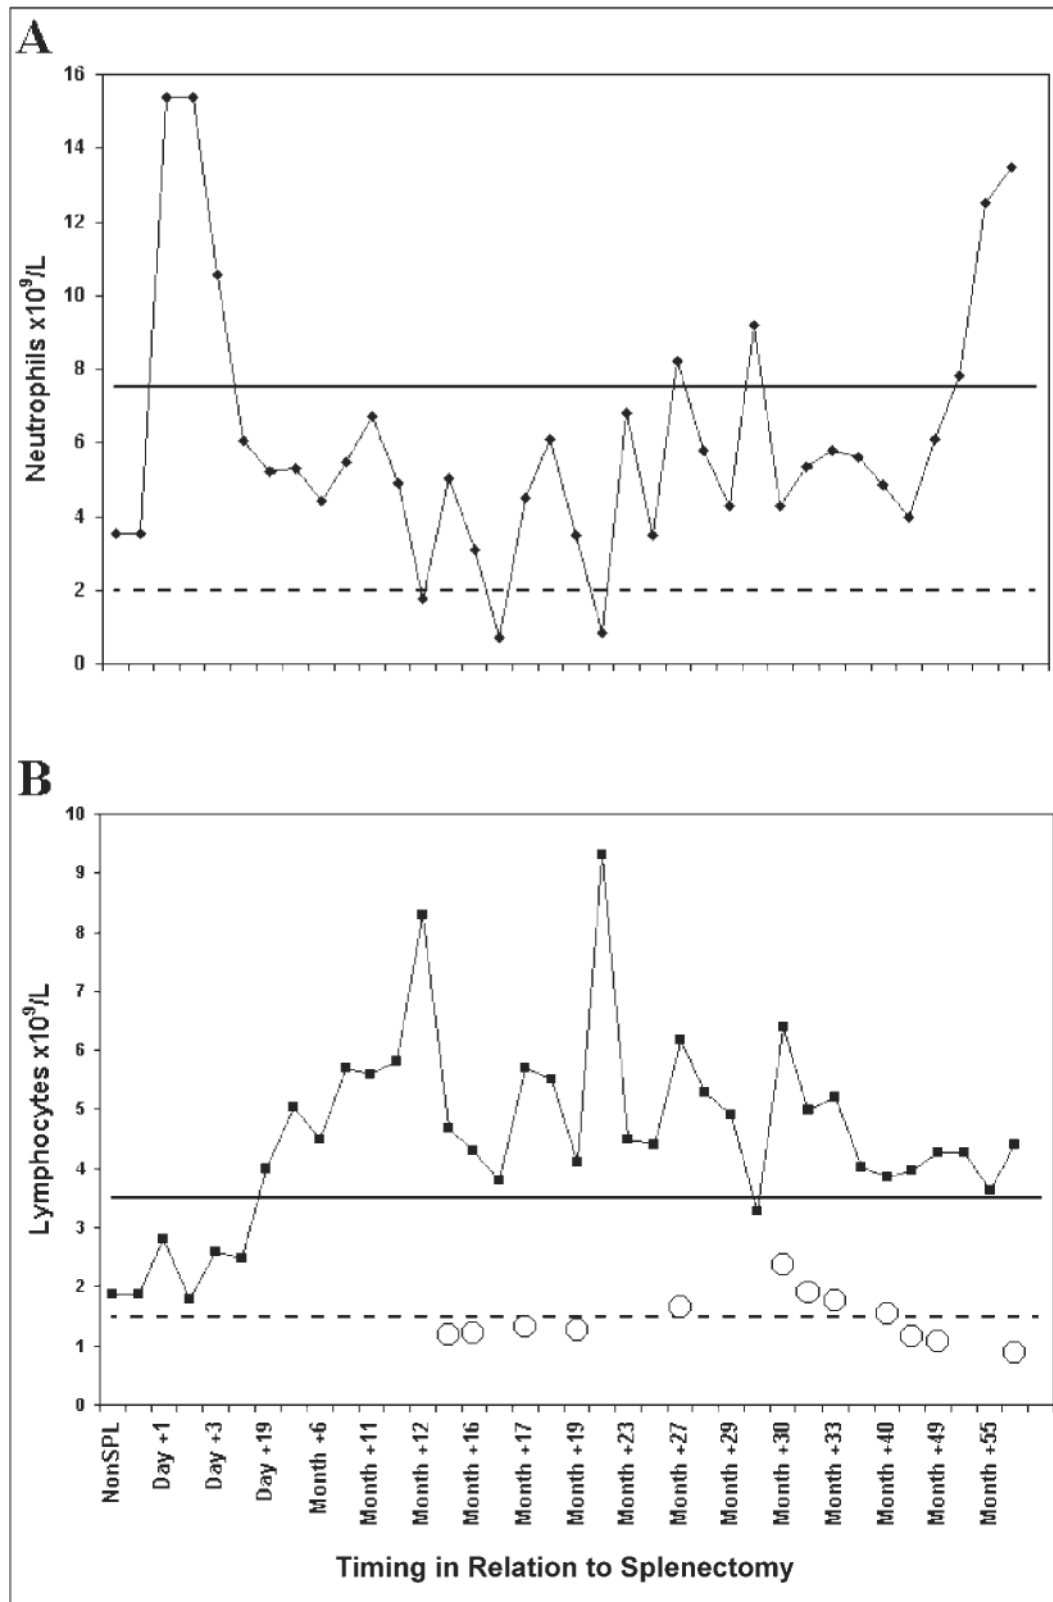 A
16
14
12
10
8
6
4
2
0
Neutrophils x10⁹/L
B
10
9
8
7
6
5
4
3
2
1
0
Lymphocytes x10⁹/L
NonSPL
Day +1
Day +3
Day +19
Month +6
Month +11
Month +12
Month +16
Month +17
Month +19
Month +23
Month +27
Month +29
Month +30
Month +33
Month +40
Month +49
Month +55
Timing in Relation to Splenectomy